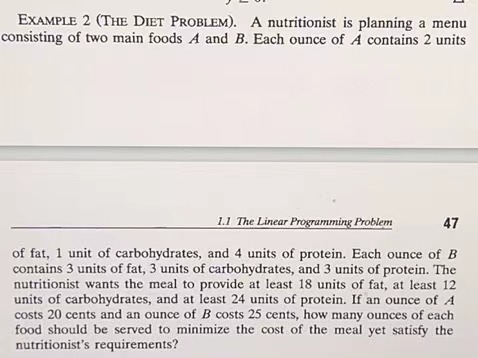 EXAMPLE 2 (THE DIET PROBLEM). A nutritionist is planning a menu
consisting of two main foods A and B. Each ounce of A contains 2 units
1.1 The Linear Programming Problem 47
of fat, 1 unit of carbohydrates, and 4 units of protein. Each ounce of B
contains 3 units of fat, 3 units of carbohydrates, and 3 units of protein. The
nutritionist wants the meal to provide at least 18 units of fat, at least 12
units of carbohydrates, and at least 24 units of protein. If an ounce of A
costs 20 cents and an ounce of B costs 25 cents, how many ounces of each
food should be served to minimize the cost of the meal yet satisfy the
nutritionist's requirements?